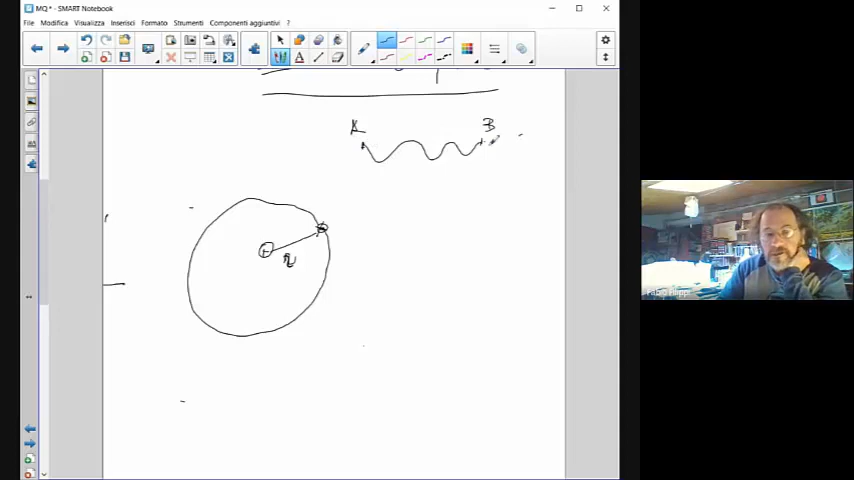 MQ * - SMART Notebook
File Modifica Visualizza Inserisci Formato Strumenti Componenti aggiuntivi ?
A B
r